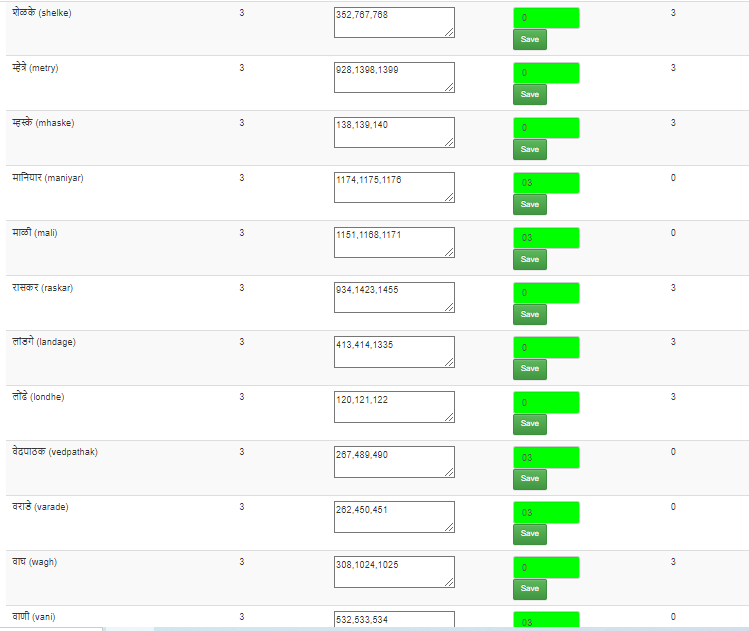 शेळके (shelke) 3 352,767,768 0 3
Save
म्हेत्रे (metry) 3 928,1398,1399 0 3
Save
म्हस्के (mhaske) 3 138,139,140 0 3
Save
मानियार (maniyar) 3 1174,1175,1176 03 0
Save
माळी (mali) 3 1151,1168,1171 03 0
Save
रासकर (raskar) 3 934,1423,1455 0 3
Save
लांडगे (landage) 3 413,414,1335 0 3
Save
लोंढे (londhe) 3 120,121,122 0 3
Save
वेदपाठक (vedpathak) 3 267,489,490 03 0
Save
वराडे (varade) 3 262,450,451 03 0
Save
वाघ (wagh) 3 308,1024,1025 0 3
Save
वाणी (vani) 3 532,533,534 03 0